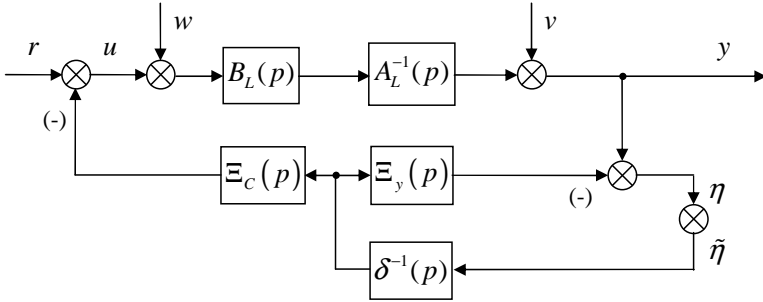 w v
r u B_L(p) A_L^{-1}(p) y
(-)
Ξ_C(p) Ξ_y(p) (-) η
δ^{-1}(p) η̃